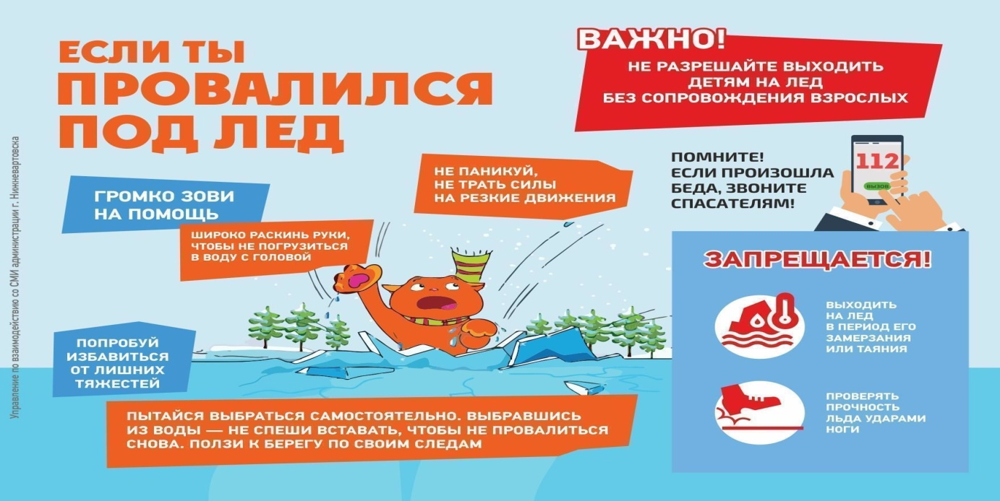 ЕСЛИ ТЫ
ПРОВАЛИЛСЯ
ПОД ЛЕД
ВАЖНО!
НЕ РАЗРЕШАЙТЕ ВЫХОДИТЬ
ДЕТЯМ НА ЛЕД
БЕЗ СОПРОВОЖДЕНИЯ ВЗРОСЛЫХ
ПОМНИТЕ!
ЕСЛИ ПРОИЗОШЛА
БЕДА, ЗВОНИТЕ
СПАСАТЕЛЯМ!
112
ВЫЗОВ
ГРОМКО ЗОВИ
НА ПОМОЩЬ
НЕ ПАНИКУЙ,
НЕ ТРАТЬ СИЛЫ
НА РЕЗКИЕ ДВИЖЕНИЯ
ШИРОКО РАСКИНЬ РУКИ,
ЧТОБЫ НЕ ПОГРУЗИТЬСЯ
В ВОДУ С ГОЛОВОЙ
ПОПРОБУЙ
ИЗБАВИТЬСЯ
ОТ ЛИШНИХ
ТЯЖЕСТЕЙ
ПЫТАЙСЯ ВЫБРАТЬСЯ САМОСТОЯТЕЛЬНО. ВЫБРАВШИСЬ
ИЗ ВОДЫ — НЕ СПЕШИ ВСТАВАТЬ, ЧТОБЫ НЕ ПРОВАЛИТЬСЯ
СНОВА. ПОЛЗИ К БЕРЕГУ ПО СВОИМ СЛЕДАМ
ЗАПРЕЩАЕТСЯ!
ВЫХОДИТЬ
НА ЛЕД
В ПЕРИОД ЕГО
ЗАМЕРЗАНИЯ
ИЛИ ТАЯНИЯ
ПРОВЕРЯТЬ
ПРОЧНОСТЬ
ЛЬДА УДАРАМИ
НОГИ
Управление по взаимодействию со СМИ администрации г. Нижневартовска